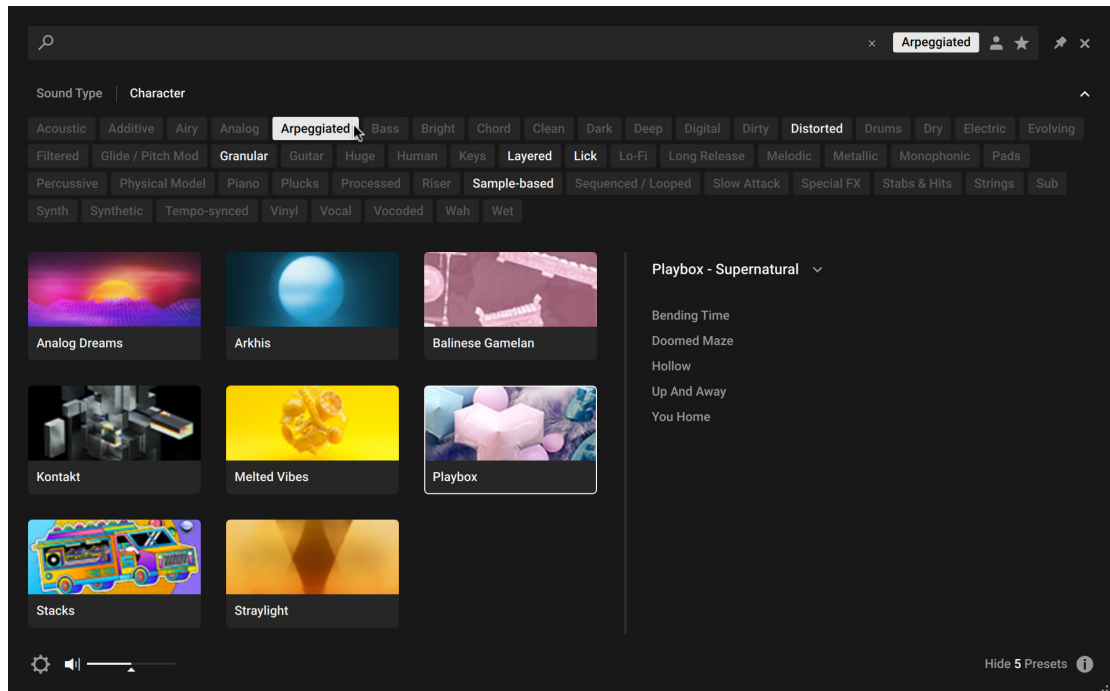 Arpeggiated
Sound Type Character
Acoustic Additive Airy Analog Arpeggiated Bass Bright Chord Clean Dark Deep Digital Dirty Distorted Drums Dry Electric Evolving
Filtered Glide / Pitch Mod Granular Guitar Huge Human Keys Layered Lick Lo-Fi Long Release Melodic Metallic Monophonic Pads
Percussive Physical Model Piano Plucks Processed Riser Sample-based Sequenced / Looped Slow Attack Special FX Stabs & Hits Strings Sub
Synth Synthetic Tempo-synced Vinyl Vocal Vocoded Wah Wet
Analog Dreams
Arkhis
Balinese Gamelan
Kontakt
Melted Vibes
Playbox
Stacks
Straylight
Playbox - Supernatural
Bending Time
Doomed Maze
Hollow
Up And Away
You Home
Hide 5 Presets